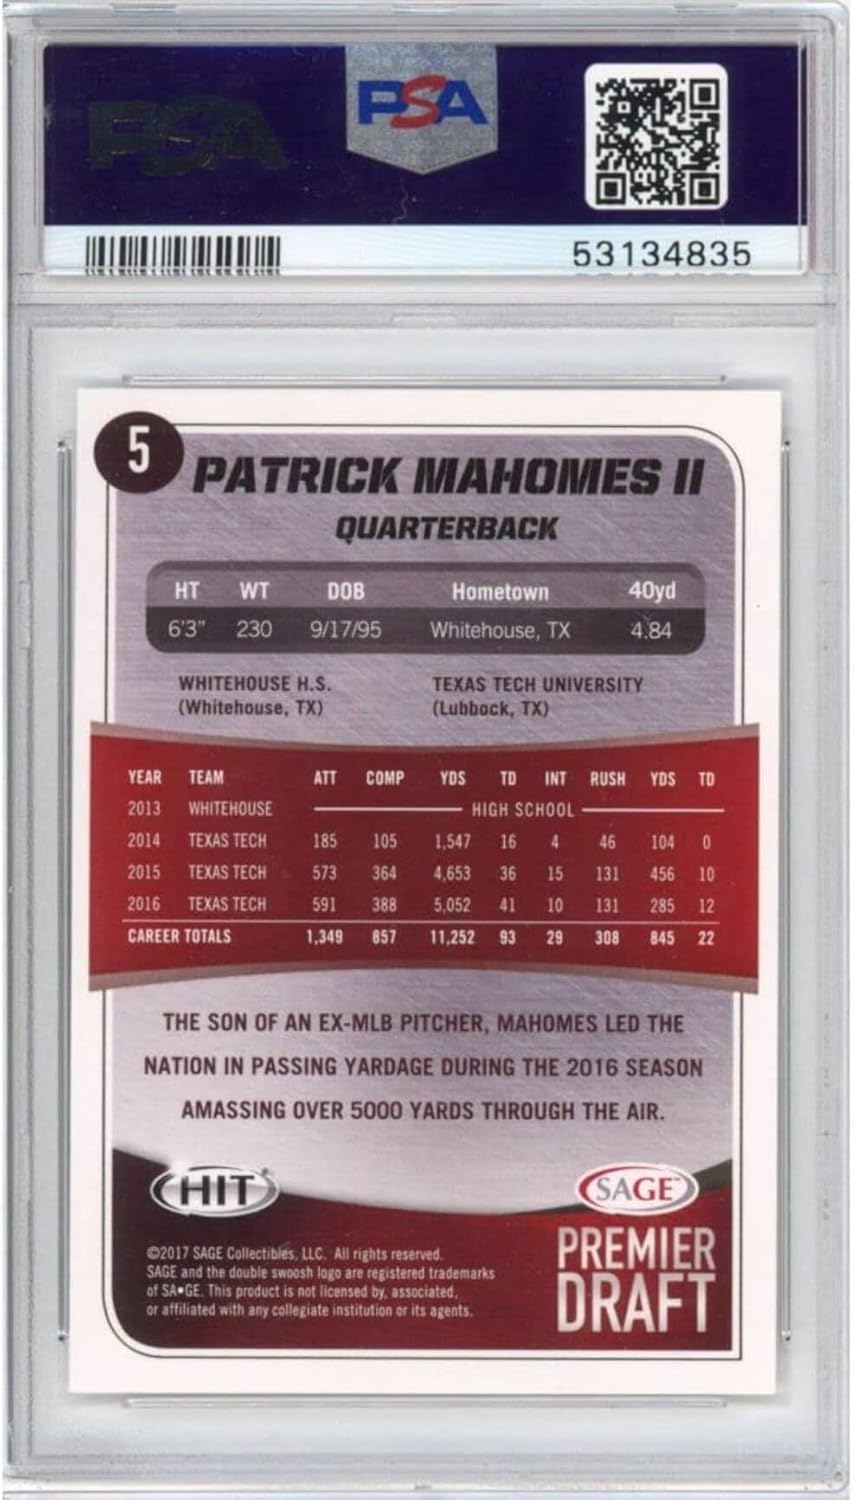 PSA
PSA
53134835
5
PATRICK MAHOMES II
QUARTERBACK
HT WT DOB Hometown 40yd
6'3" 230 9/17/95 Whitehouse, TX 4.84
WHITEHOUSE H.S. TEXAS TECH UNIVERSITY
(Whitehouse, TX) (Lubbock, TX)
YEAR TEAM ATT COMP YDS TD INT RUSH YDS TD
2013 WHITEHOUSE HIGH SCHOOL
2014 TEXAS TECH 185 105 1,547 16 4 46 104 0
2015 TEXAS TECH 573 364 4,653 36 15 131 456 10
2016 TEXAS TECH 591 388 5,052 41 10 131 285 12
CAREER TOTALS 1,349 857 11,252 93 29 308 845 22
THE SON OF AN EX-MLB PITCHER, MAHOMES LED THE
NATION IN PASSING YARDAGE DURING THE 2016 SEASON
AMASSING OVER 5000 YARDS THROUGH THE AIR.
HIT SAGE™
PREMIER
DRAFT
©2017 SAGE Collectibles, LLC. All rights reserved.
SAGE and the double swoosh logo are registered trademarks
of SA•GE. This product is not licensed by, associated,
or affiliated with any collegiate institution or its agents.